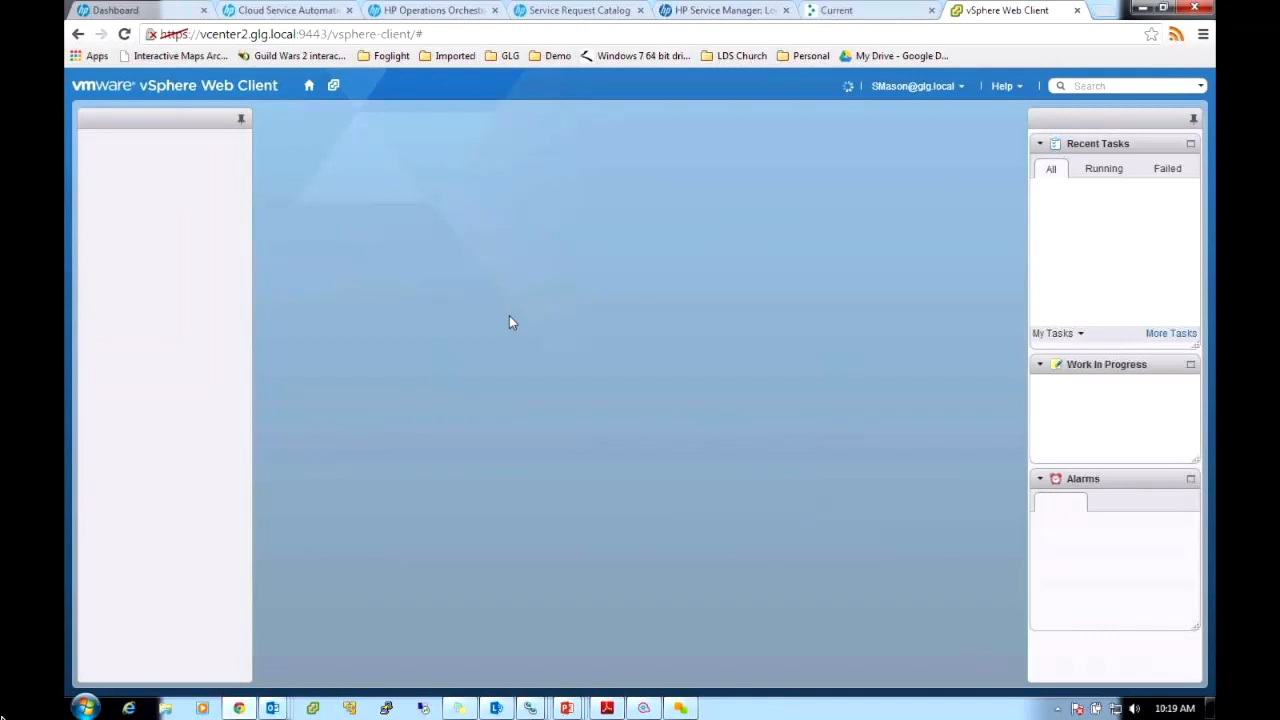 Dashboard
Cloud Service Automat
HP Operations Orchest
Service Request Catalog
HP Service Manager: Lo
Current
vSphere Web Client
https://vcenter2.glg.local:9443/vsphere-client/#
Apps
Interactive Maps Arc...
Guild Wars 2 interac...
Foglight
Imported
GLG
Demo
Windows 7 64 bit dri...
LDS Church
Personal
My Drive - Google D...
vmware® vSphere Web Client
SMason@glg.local
Help
Search
Recent Tasks
All Running Failed
My Tasks More Tasks
Work In Progress
Alarms
10:19 AM